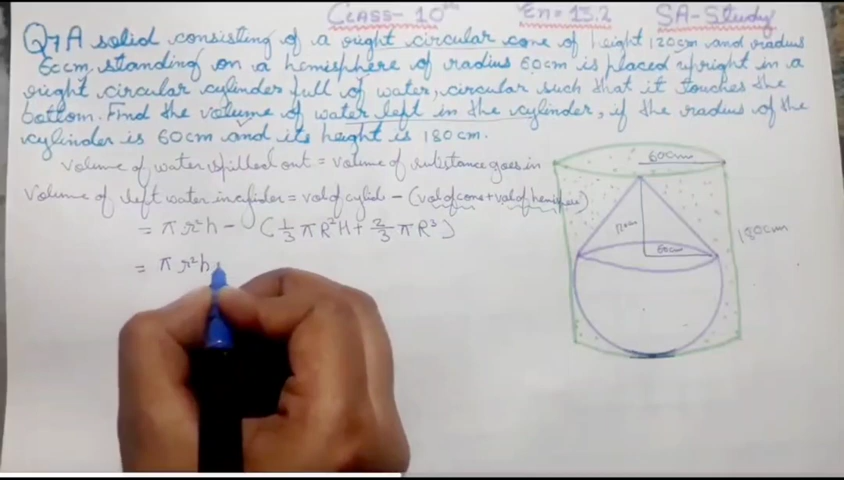 CLASS-10th Ex= 13.2 SA-Study
Q7 A solid consisting of a right circular cone of height 120cm and radius
60cm, standing on a hemisphere of radius 60cm is placed upright in a
right circular cylinder full of water, circular such that it touches the
bottom. Find the volume of water left in the cylinder, if the radius of the
cylinder is 60cm and its height is 180cm.
volume of water spilled out = volume of substance goes in
volume of left water in = vol of cylid - (vol of cone + vol of)
= πr²h - (1/3 πR²H + 2/3 πR³)
= πr²h
60cm
120cm
60cm
180cm